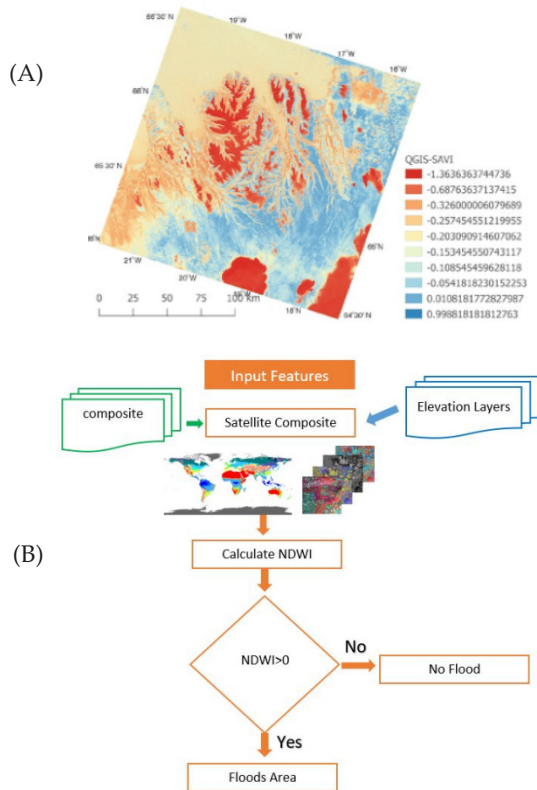 (A)
66°30'
19°W
18°W
17°W
16°W
66°N
65°30'
21°W
20°W
18°N
66°N
64°30'
0 25 50 75 100 km
QGIS-SAVI
-1.3636363744736
-0.68763637137415
-0.326000006079689
-0.257454551219955
-0.203090914607062
-0.153454550743117
-0.108545459628118
-0.0541818230152253
0.0108181772827987
0.998818181812763
Input Features
composite
Satellite Composite
Elevation Layers
(B)
Calculate NDWI
NDWI>0
No
No Flood
Yes
Floods Area